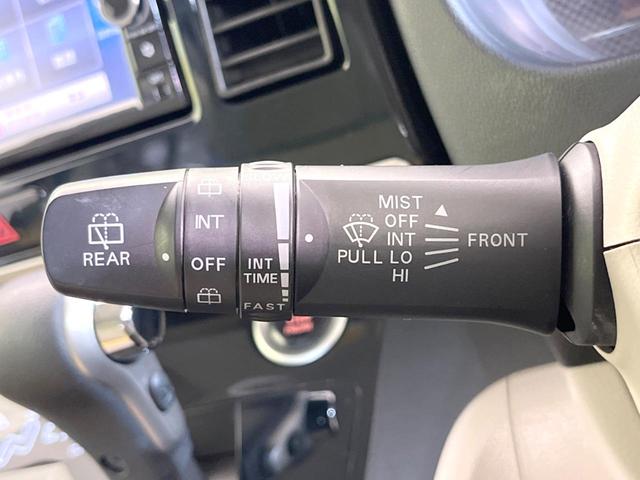 REAR
INT
OFF
INT
TIME
FAST
PULL
MIST
OFF
INT
LO
HI
FRONT